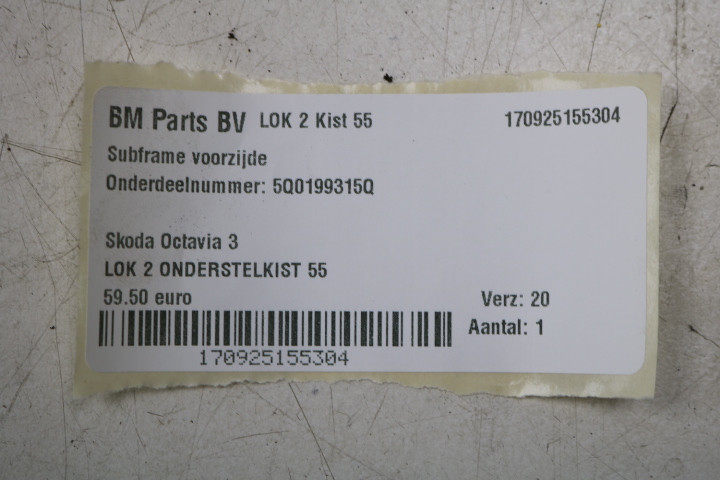 BM Parts BV LOK 2 Kist 55 170925155304
Subframe voorzijde
Onderdeelnummer: 5Q0199315Q
Skoda Octavia 3
LOK 2 ONDERSTELKIST 55
59.50 euro Verz: 20
Aantal: 1
170925155304